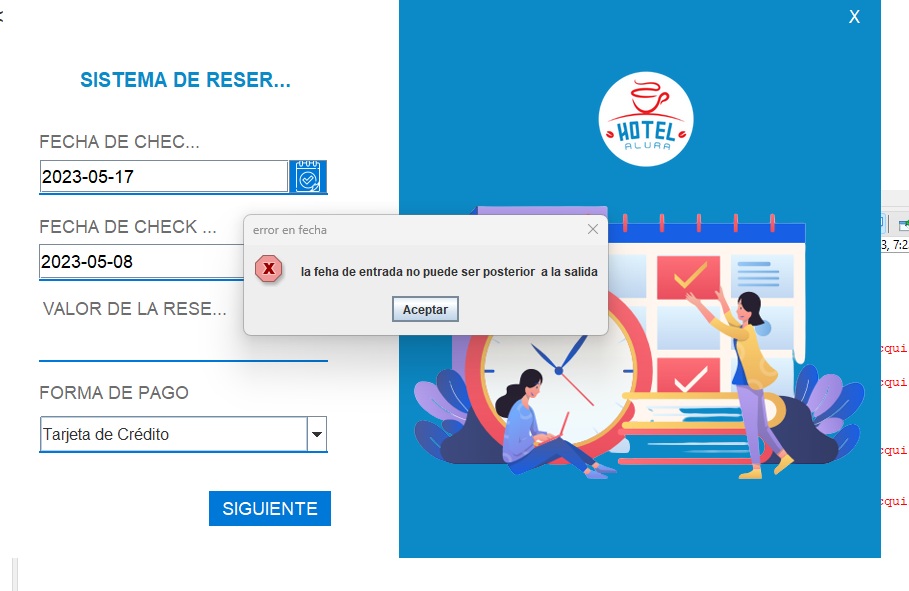 X
SISTEMA DE RESER...
HOTEL
ALURA
FECHA DE CHEC...
2023-05-17
FECHA DE CHECK ...
2023-05-08
error en fecha
la feha de entrada no puede ser posterior a la salida
Aceptar
3, 7:2
VALOR DE LA RESE...
FORMA DE PAGO
Tarjeta de Crédito
SIGUIENTE
cqui
cqui
cqui
cqui